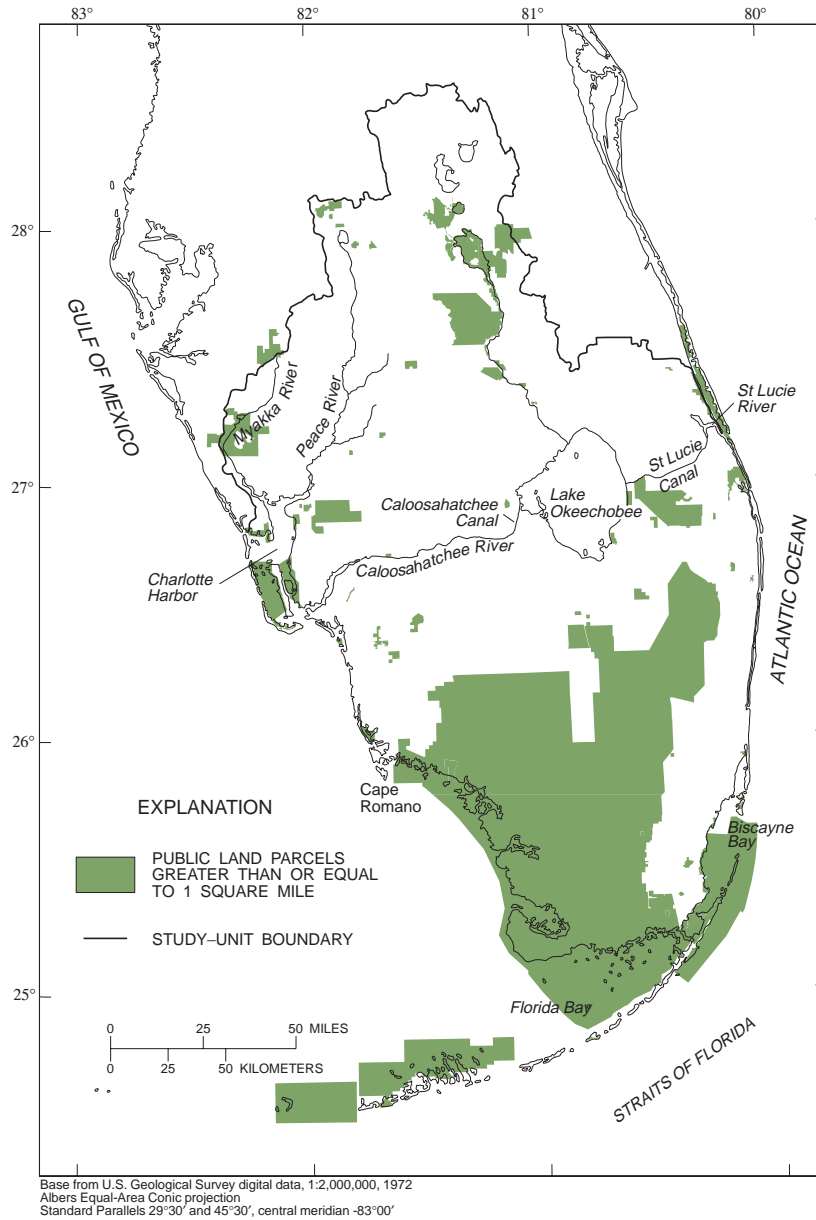 83°
82°
81°
80°
28°
27°
26°
25°
GULF OF MEXICO
Myakka River
Peace River
St Lucie
River
St Lucie
Canal
Lake
Okeechobee
Caloosahatchee
Canal
Caloosahatchee River
Charlotte
Harbor
ATLANTIC OCEAN
Cape
Romano
Biscayne
Bay
EXPLANATION
PUBLIC LAND PARCELS
GREATER THAN OR EQUAL
TO 1 SQUARE MILE
STUDY–UNIT BOUNDARY
Florida Bay
STRAITS OF FLORIDA
0 25 50 MILES
0 25 50 KILOMETERS
Base from U.S. Geological Survey digital data, 1:2,000,000, 1972
Albers Equal-Area Conic projection
Standard Parallels 29°30′ and 45°30′, central meridian -83°00′